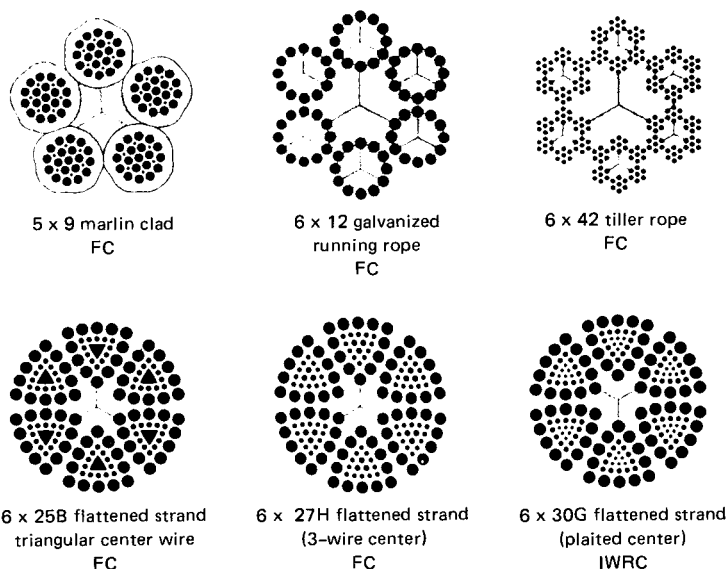 5 x 9 marlin clad
FC
6 x 12 galvanized
running rope
FC
6 x 42 tiller rope
FC
6 x 25B flattened strand
triangular center wire
FC
6 x 27H flattened strand
(3-wire center)
FC
6 x 30G flattened strand
(plaited center)
IWRC